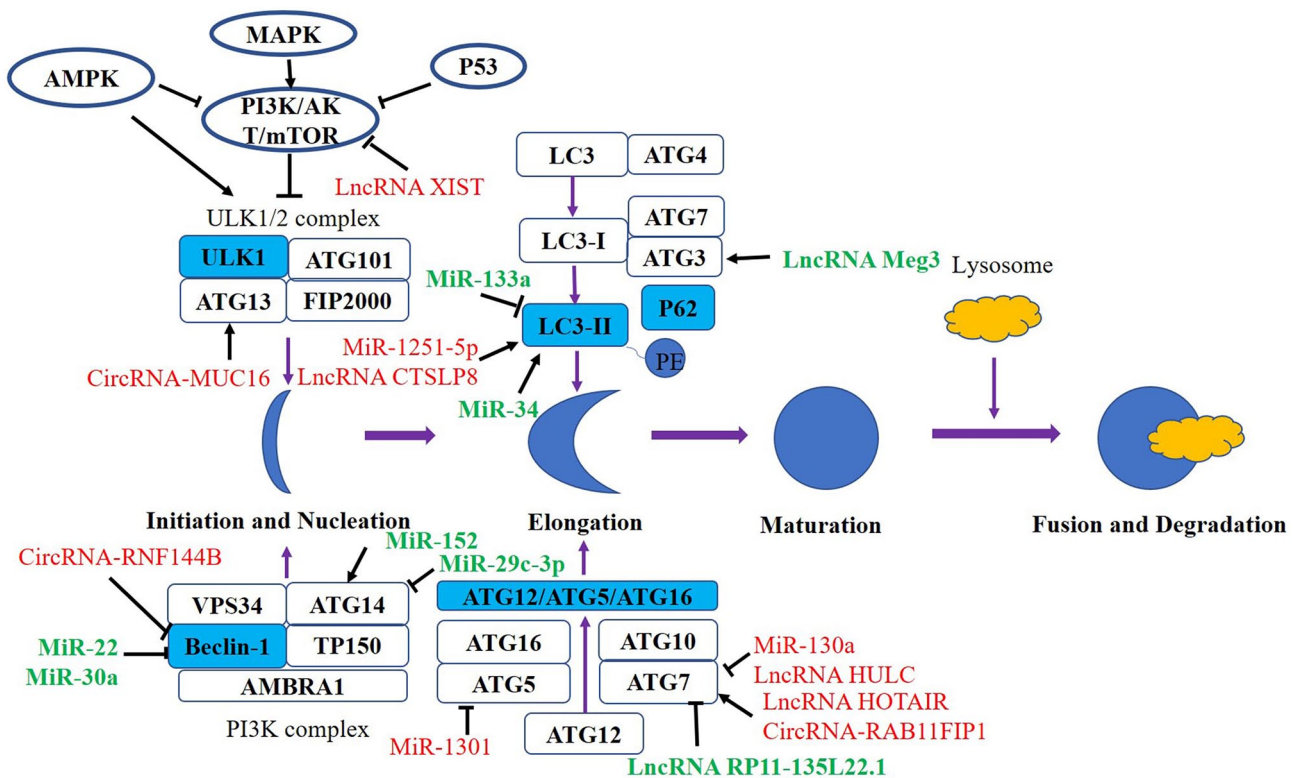 MAPK
AMPK
P53
PI3K/AK
T/mTOR
LncRNA XIST
ULK1/2 complex
ULK1
ATG101
ATG13
FIP2000
CircRNA-MUC16
LC3
ATG4
ATG7
LC3-I
ATG3
LncRNA Meg3
MiR-133a
P62
LC3-II
PE
MiR-1251-5p
LncRNA CTSLP8
MiR-34
Lysosome
Initiation and Nucleation
Elongation
Maturation
Fusion and Degradation
CircRNA-RNF144B
MiR-152
MiR-29c-3p
VPS34
ATG14
Beclin-1
TP150
MiR-22
MiR-30a
AMBRA1
PI3K complex
ATG12/ATG5/ATG16
ATG16
ATG10
ATG5
ATG7
ATG12
MiR-1301
MiR-130a
LncRNA HULC
LncRNA HOTAIR
CircRNA-RAB11FIP1
LncRNA RP11-135L22.1